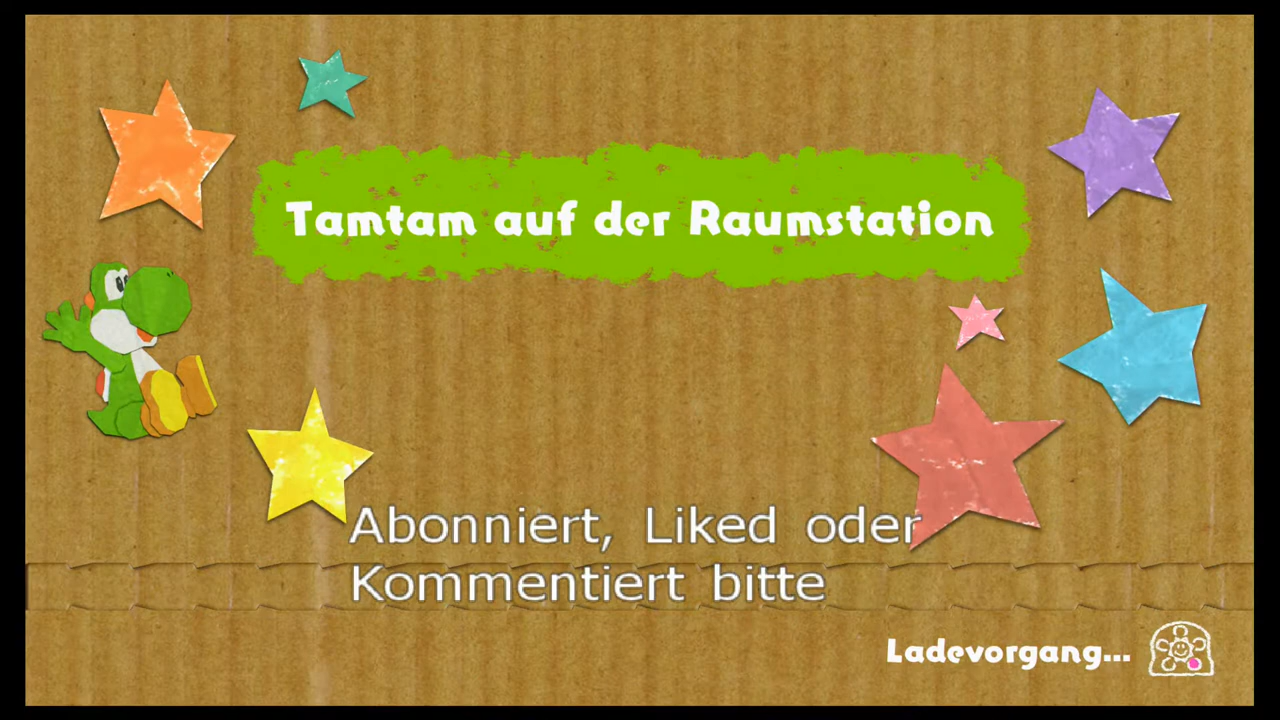 Tamtam auf der Raumstation
Abonniert, Liked oder
Kommentiert bitte
Ladevorgang...